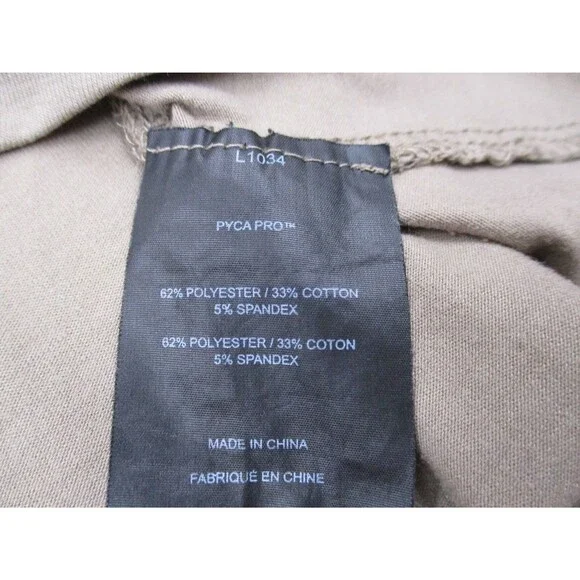 L1034
PYCA PRO™
62% POLYESTER / 33% COTTON
5% SPANDEX
62% POLYESTER / 33% COTON
5% SPANDEX
MADE IN CHINA
FABRIQUÉ EN CHINE